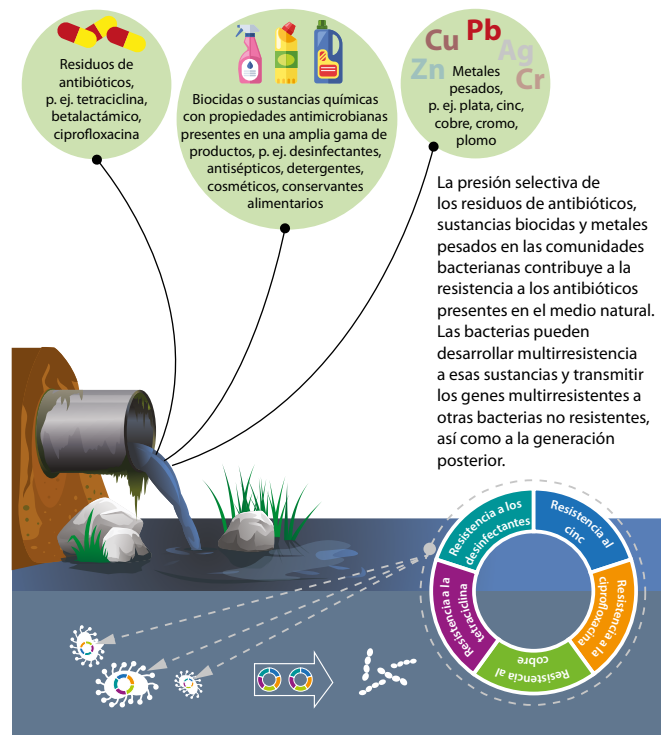 Residuos de
antibióticos,
p. ej. tetraciclina,
betalactámico,
ciprofloxacina
Biocidas o sustancias químicas
con propiedades antimicrobianas
presentes en una amplia gama de
productos, p. ej. desinfectantes,
antisépticos, detergentes,
cosméticos, conservantes
alimentarios
Cu
Pb
Ag
Zn
Cr
Metales
pesados,
p. ej. plata, cinc,
cobre, cromo,
plomo
La presión selectiva de
los residuos de antibióticos,
sustancias biocidas y metales
pesados en las comunidades
bacterianas contribuye a la
resistencia a los antibióticos
presentes en el medio natural.
Las bacterias pueden
desarrollar multirresistencia
a esas sustancias y transmitir
los genes multirresistentes a
otras bacterias no resistentes,
así como a la generación
posterior.
Resistencia a los
desinfectantes
Resistencia al
cinc
Resistencia a la
ciprofloxacina
Resistencia al
cobre
Resistencia a la
tetraciclina